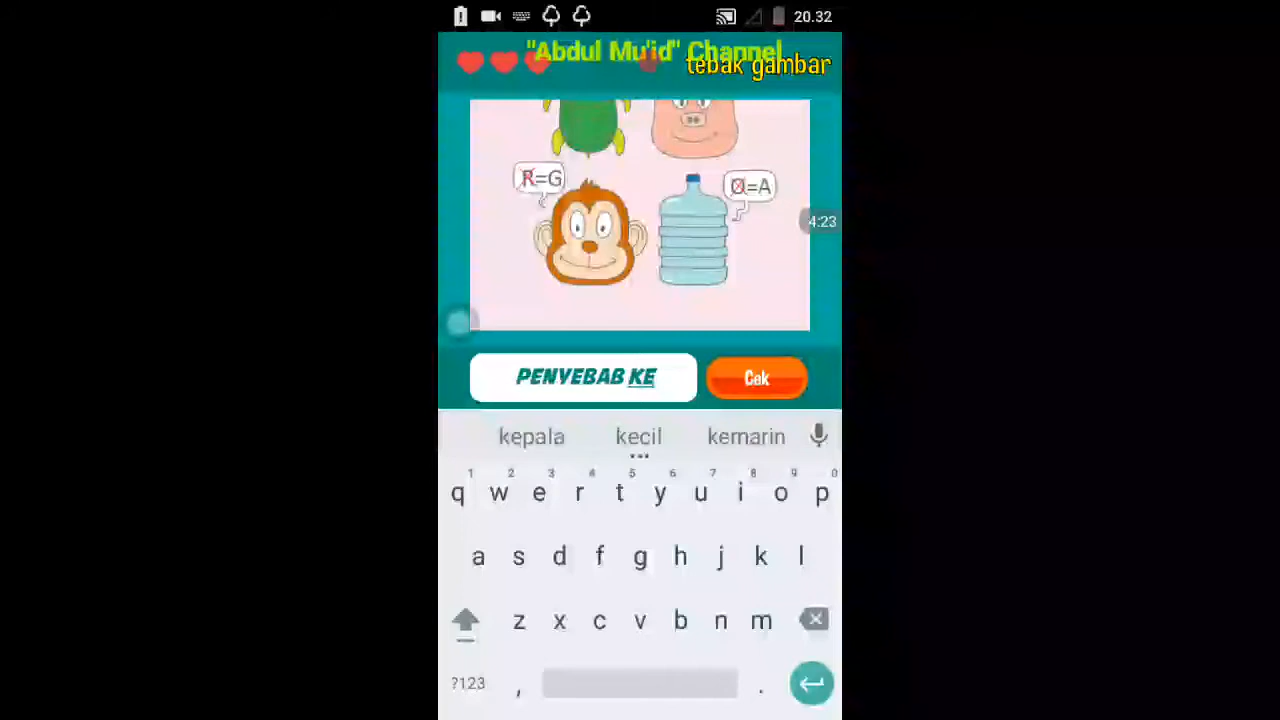 20.32
"Abdul Mu'id" Channel
tebak gambar
R=G
O=A
4:23
PENYEBAB KE
Cek
kepala kecil kemarin
1 2 3 4 5 6 7 8 9 0
q w e r t y u i o p
a s d f g h j k l
z x c v b n m
?123 , .